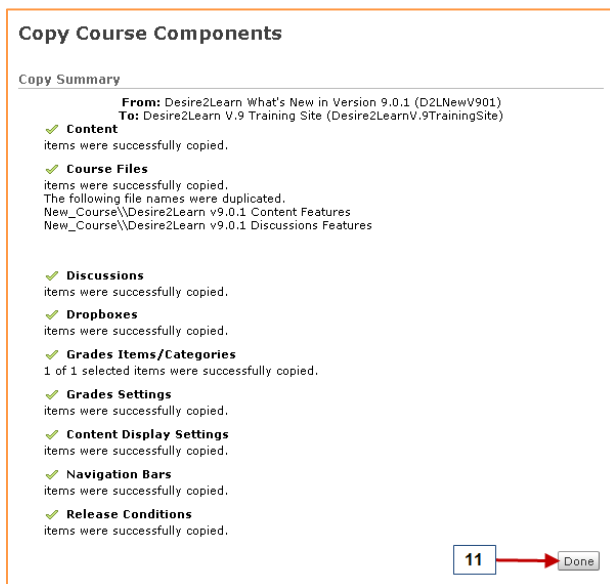 Copy Course Components
Copy Summary
From: Desire2Learn What's New in Version 9.0.1 (D2LNewV901)
To: Desire2Learn V.9 Training Site (Desire2LearnV.9TrainingSite)
Content
items were successfully copied.
Course Files
items were successfully copied.
The following file names were duplicated.
New_Course\\Desire2Learn v9.0.1 Content Features
New_Course\\Desire2Learn v9.0.1 Discussions Features
Discussions
items were successfully copied.
Dropboxes
items were successfully copied.
Grades Items/Categories
1 of 1 selected items were successfully copied.
Grades Settings
items were successfully copied.
Content Display Settings
items were successfully copied.
Navigation Bars
items were successfully copied.
Release Conditions
items were successfully copied.
11 Done